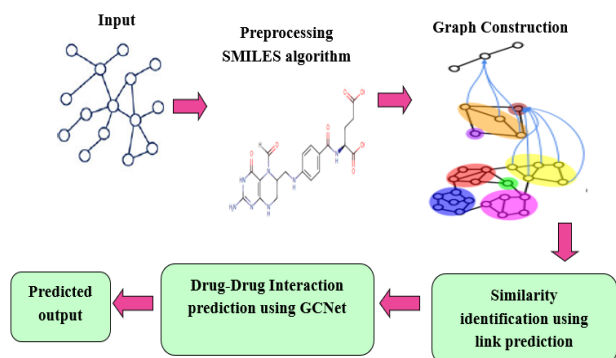 Input
Preprocessing
SMILES algorithm
Graph Construction
Similarity
identification using
link prediction
Drug-Drug Interaction
prediction using GCNet
Predicted
output